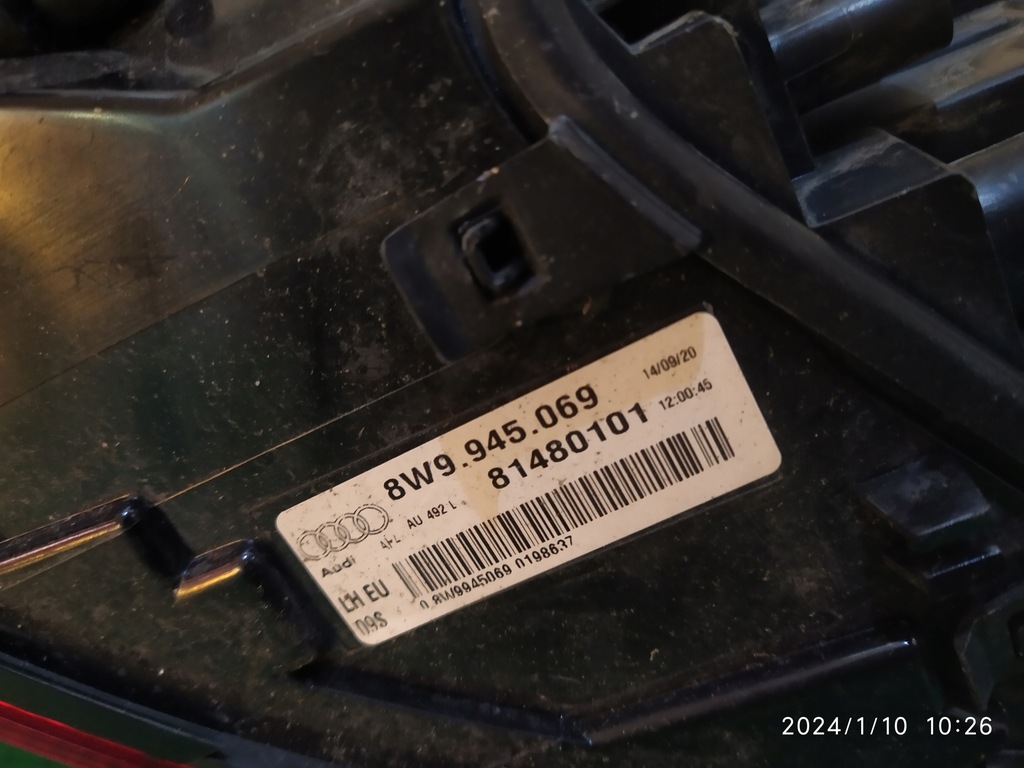 8W9.945.069
14/09/20
AU 492 L
81480101
12:00:45
Audi
LH EU
D9S
0 8W9945069 0198637
2024/1/10 10:26